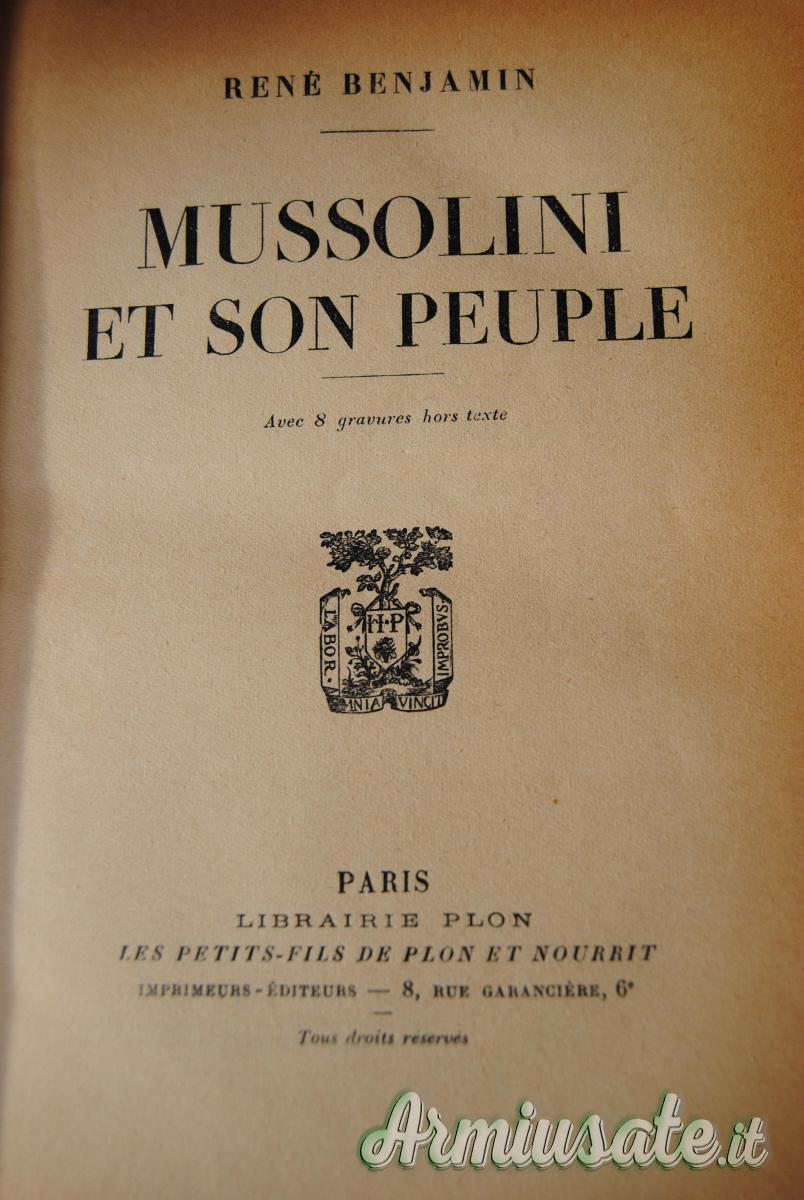 RENÉ BENJAMIN
MUSSOLINI
ET SON PEUPLE
Avec 8 gravures hors texte
H·P
LABOR·
IMPROBVS·
MNIA VINCIT
PARIS
LIBRAIRIE PLON
LES PETITS-FILS DE PLON ET NOURRIT
IMPRIMEURS-ÉDITEURS — 8, RUE GARANCIÈRE, 6e
Tous droits réservés
Armiusate.it